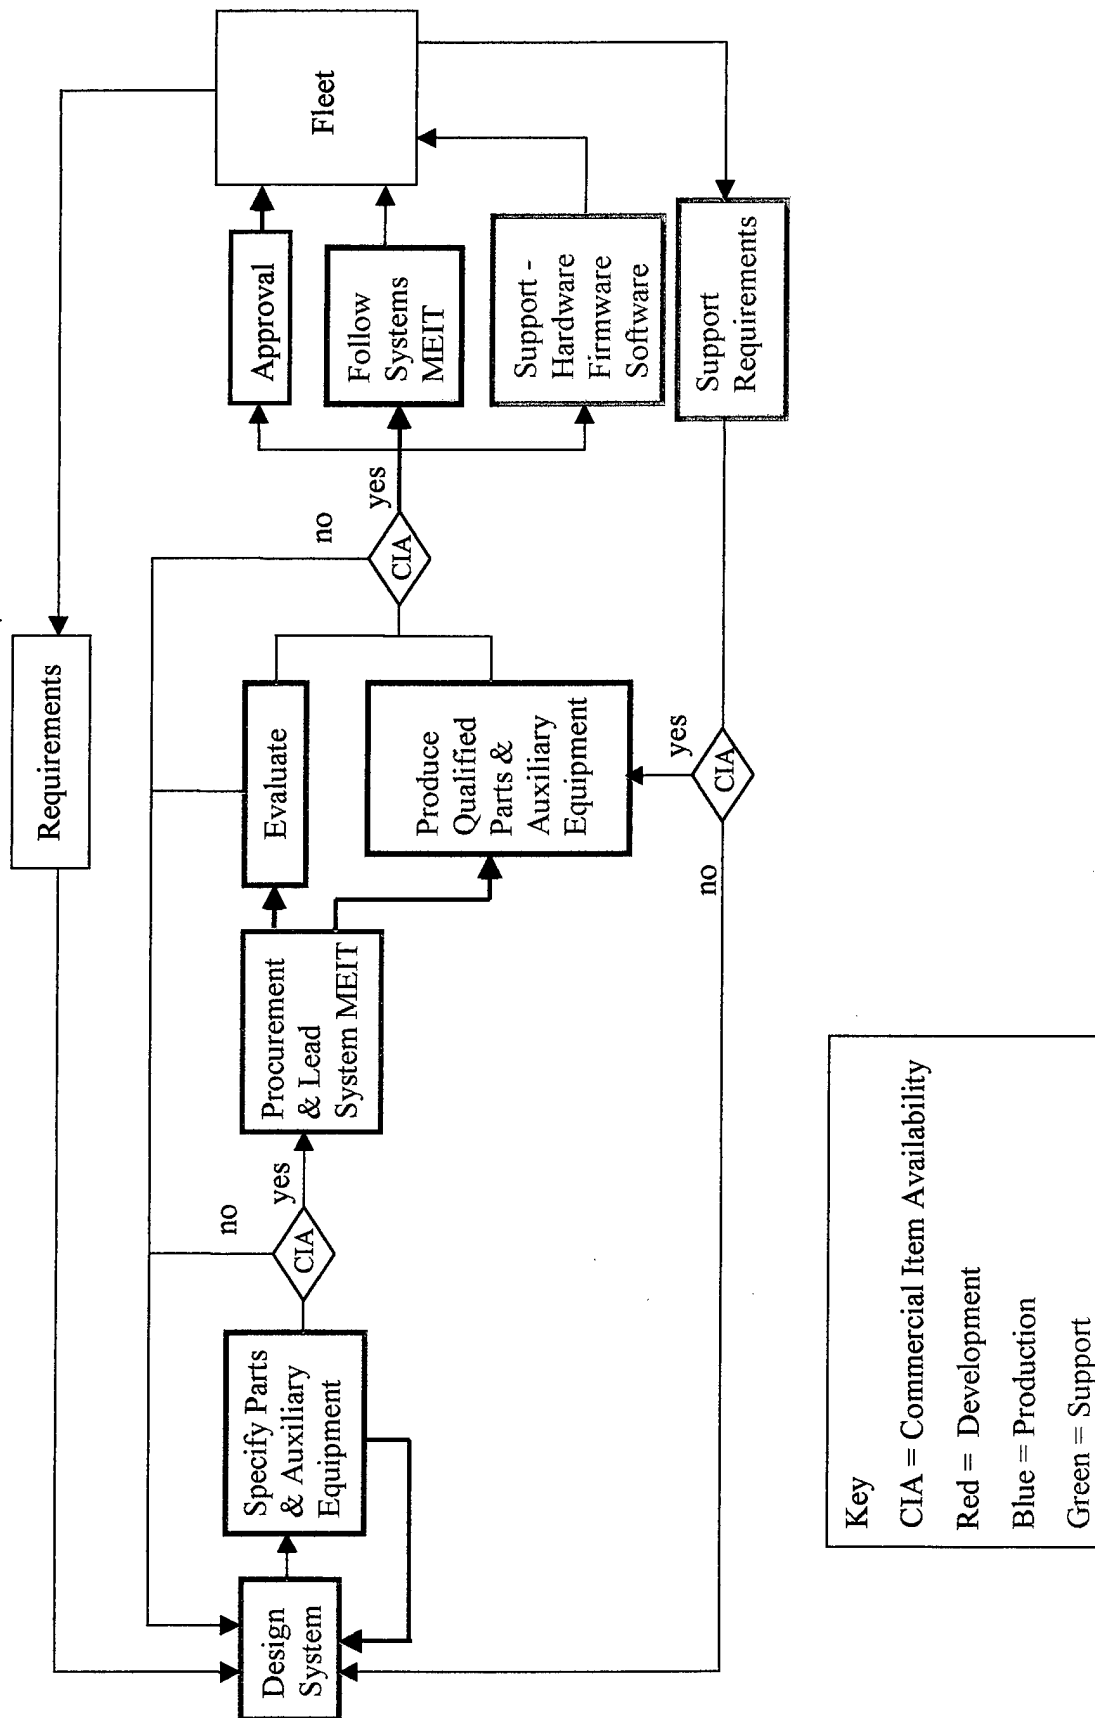 Requirements
Design
System
Specify Parts
& Auxiliary
Equipment
CIA
no
yes
Procurement
& Lead
System MEIT
Evaluate
Produce
Qualified
Parts &
Auxiliary
Equipment
CIA
no
yes
Approval
Follow
Systems
MEIT
Support -
Hardware
Firmware
Software
Fleet
Support
Requirements
CIA
yes
no
Key
CIA = Commercial Item Availability
Red = Development
Blue = Production
Green = Support